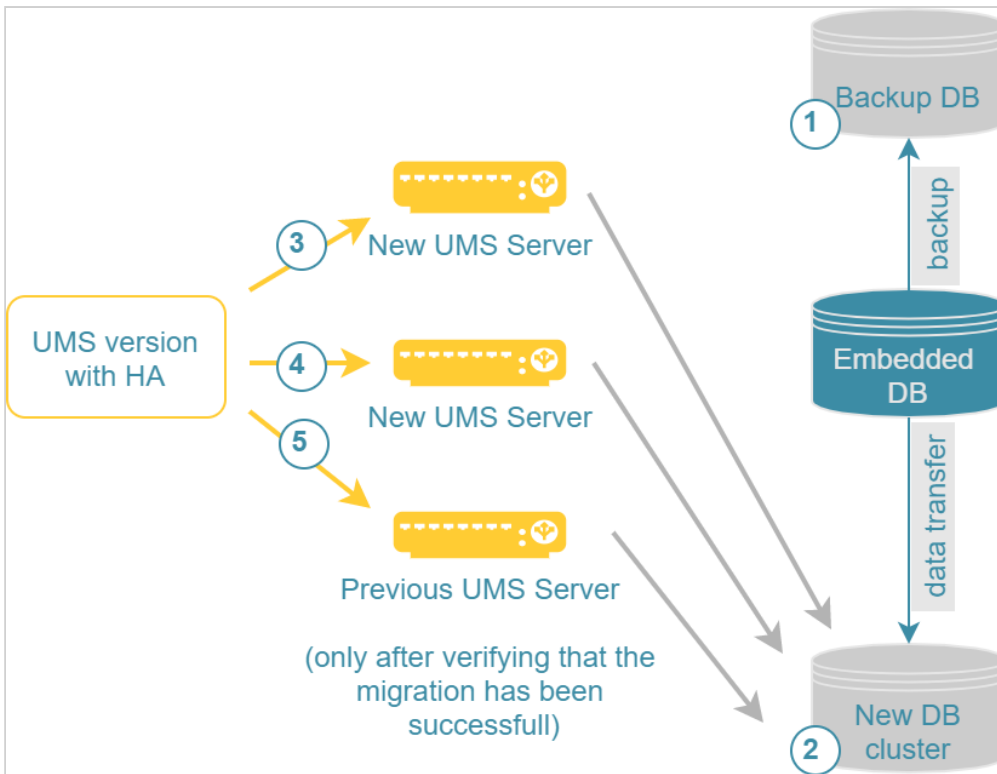 Backup DB
1
backup
3
New UMS Server
UMS version
with HA
4
New UMS Server
Embedded
DB
5
Previous UMS Server
data transfer
(only after verifying that the
migration has been
successfull)
New DB
cluster
2